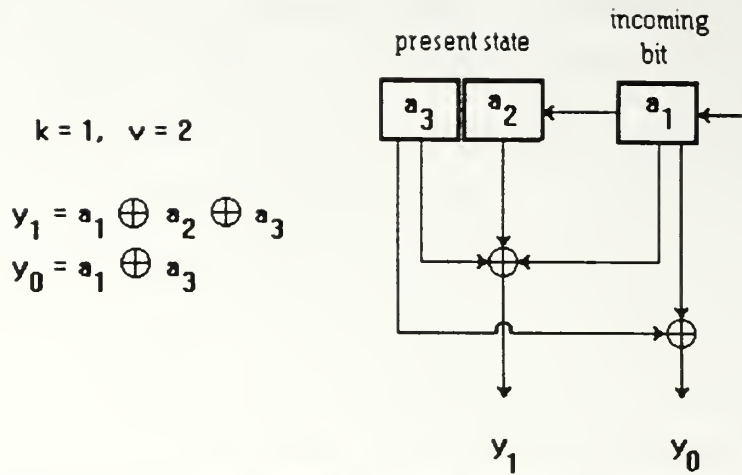 present state
incoming
bit
a₃ a₂ a₁
k = 1, v = 2
y₁ = a₁ ⊕ a₂ ⊕ a₃
y₀ = a₁ ⊕ a₃
y₁ y₀